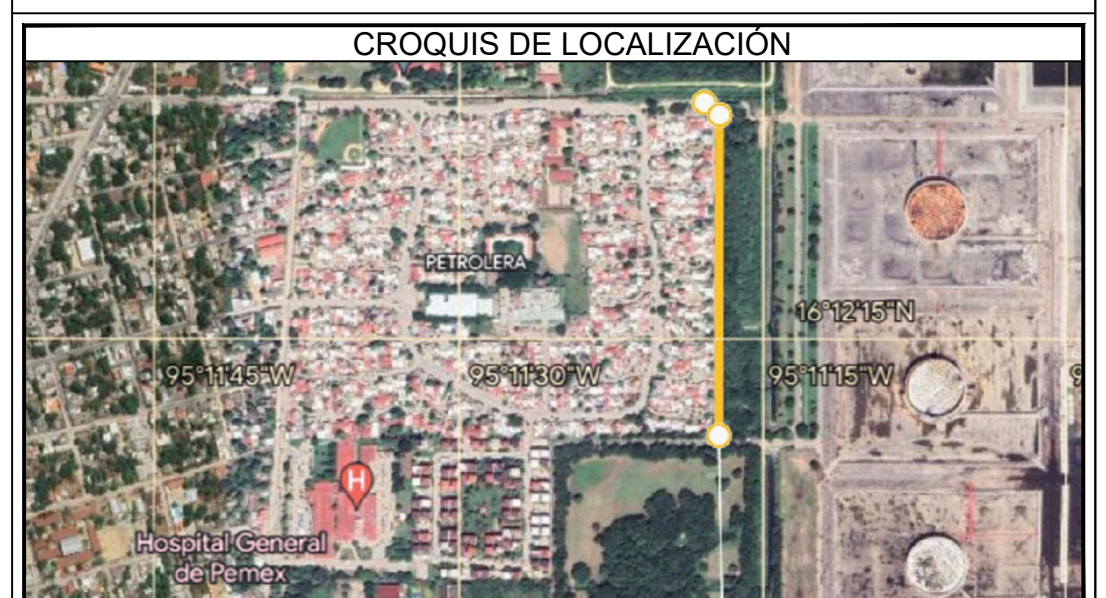 CROQUIS DE LOCALIZACIÓN
PETROLERA
16°12'15"N
95°11'45"W
95°11'30"W
95°11'15"W
9
H
Hospital General
de Pemex